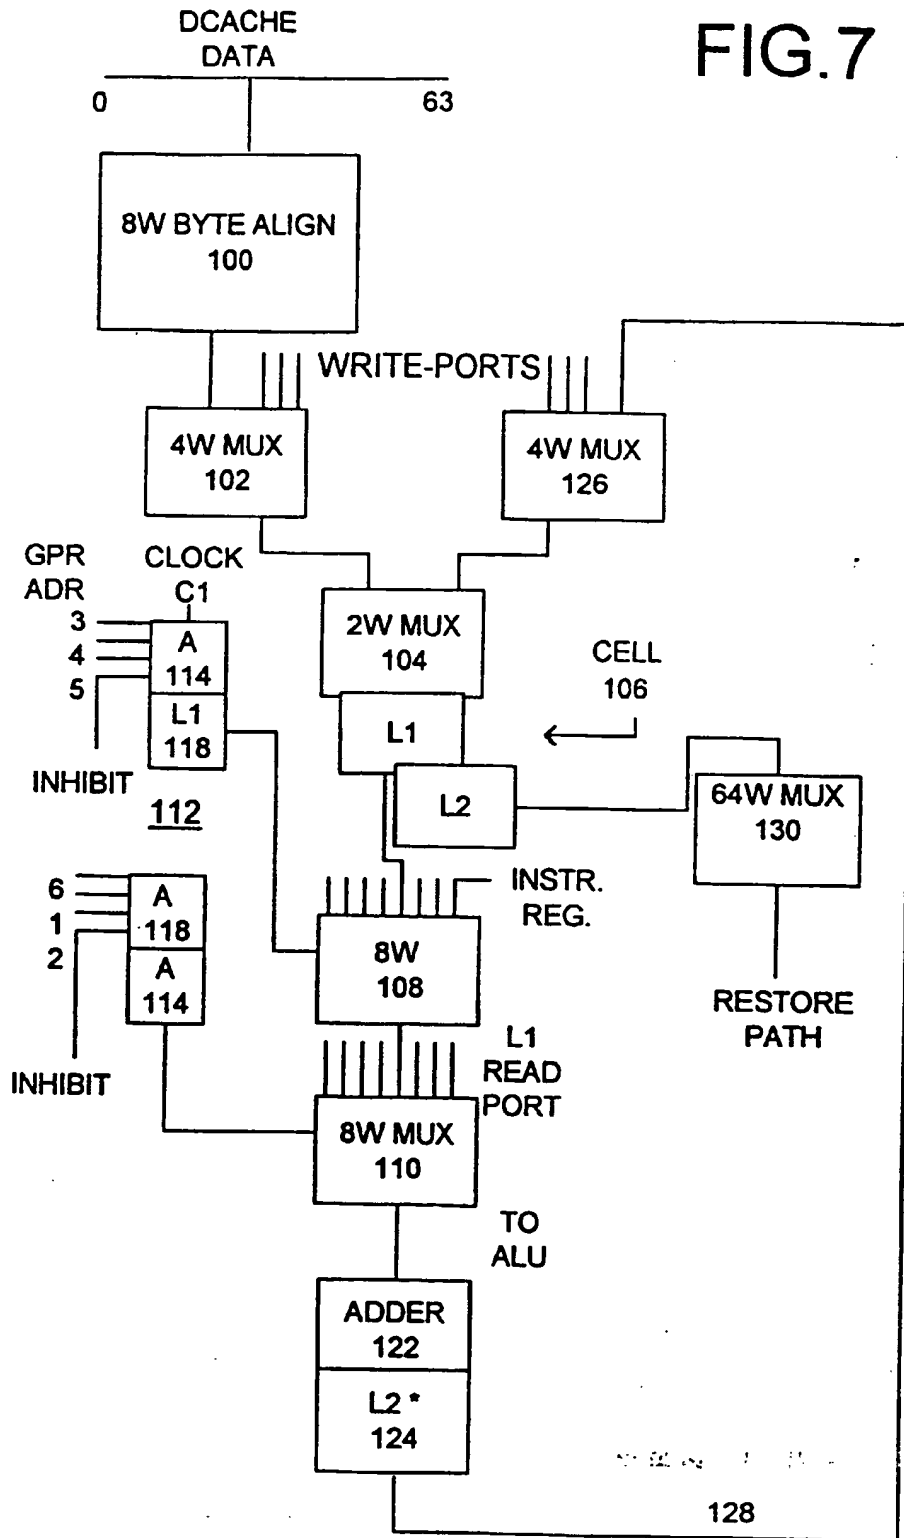 FIG.7
DCACHE
DATA
0 63
8W BYTE ALIGN
100
WRITE-PORTS
4W MUX
102
4W MUX
126
GPR
ADR
CLOCK
C1
3
4
5
A
114
L1
118
INHIBIT
112
2W MUX
104
L1
L2
CELL
106
64W MUX
130
RESTORE
PATH
6
1
2
A
118
A
114
INHIBIT
INSTR.
REG.
8W
108
L1
READ
PORT
8W MUX
110
TO
ALU
ADDER
122
L2 *
124
128